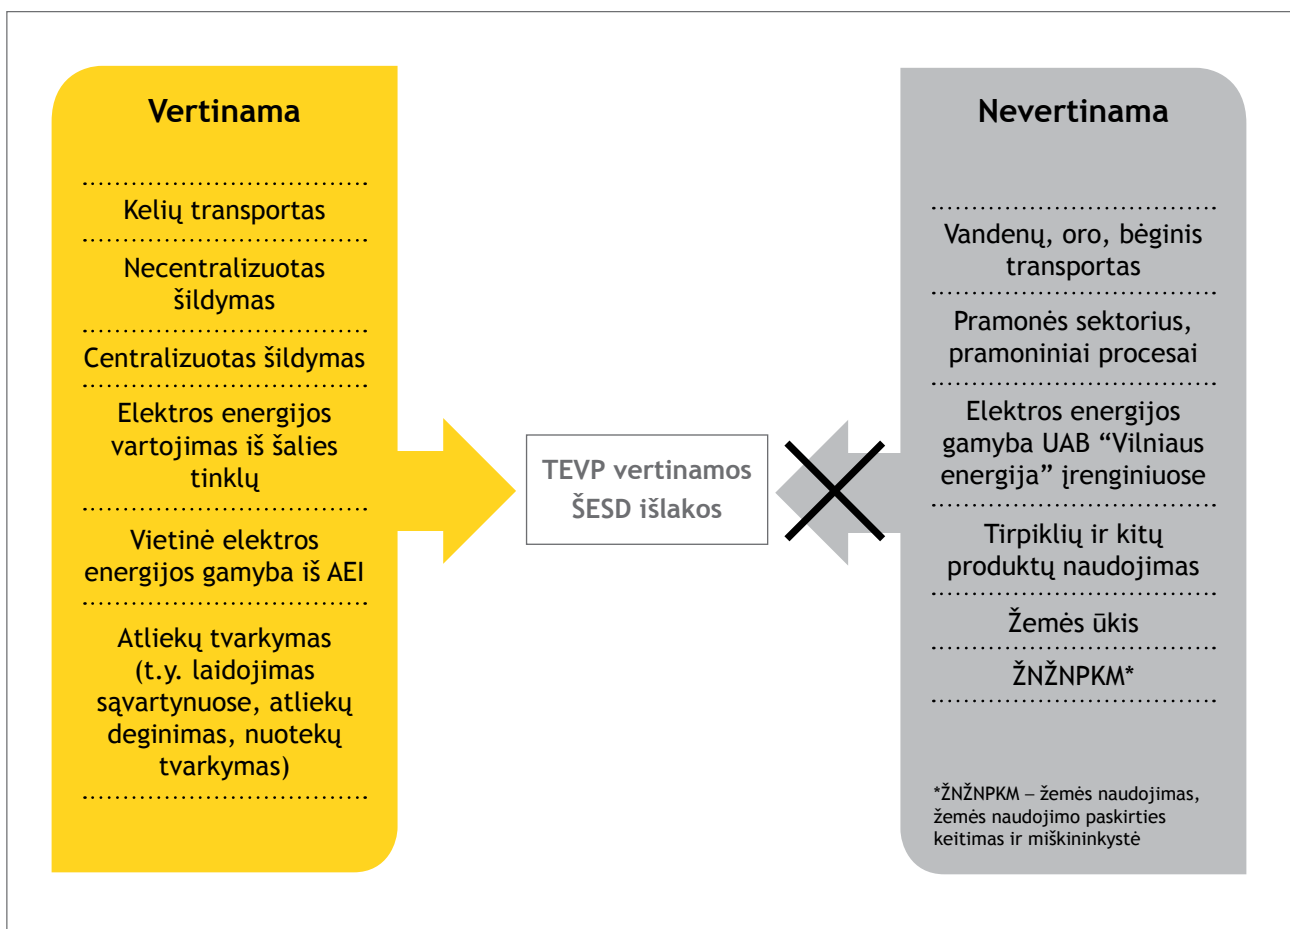 Vertinama
Kelių transportas
Necentralizuotas
šildymas
Centralizuotas šildymas
Elektros energijos
vartojimas iš šalies
tinklų
Vietinė elektros
energijos gamyba iš AEI
Atliekų tvarkymas
(t.y. laidojimas
sąvartynuose, atliekų
deginimas, nuotekų
tvarkymas)
TEVP vertinamos
ŠESD išlakos
Nevertinama
Vandenų, oro, bėginis
transportas
Pramonės sektorius,
pramoniniai procesai
Elektros energijos
gamyba UAB “Vilniaus
energija” įrenginiuose
Tirpiklių ir kitų
produktų naudojimas
Žemės ūkis
ŽNŽNPKM*
*ŽNŽNPKM – žemės naudojimas,
žemės naudojimo paskirties
keitimas ir miškininkystė